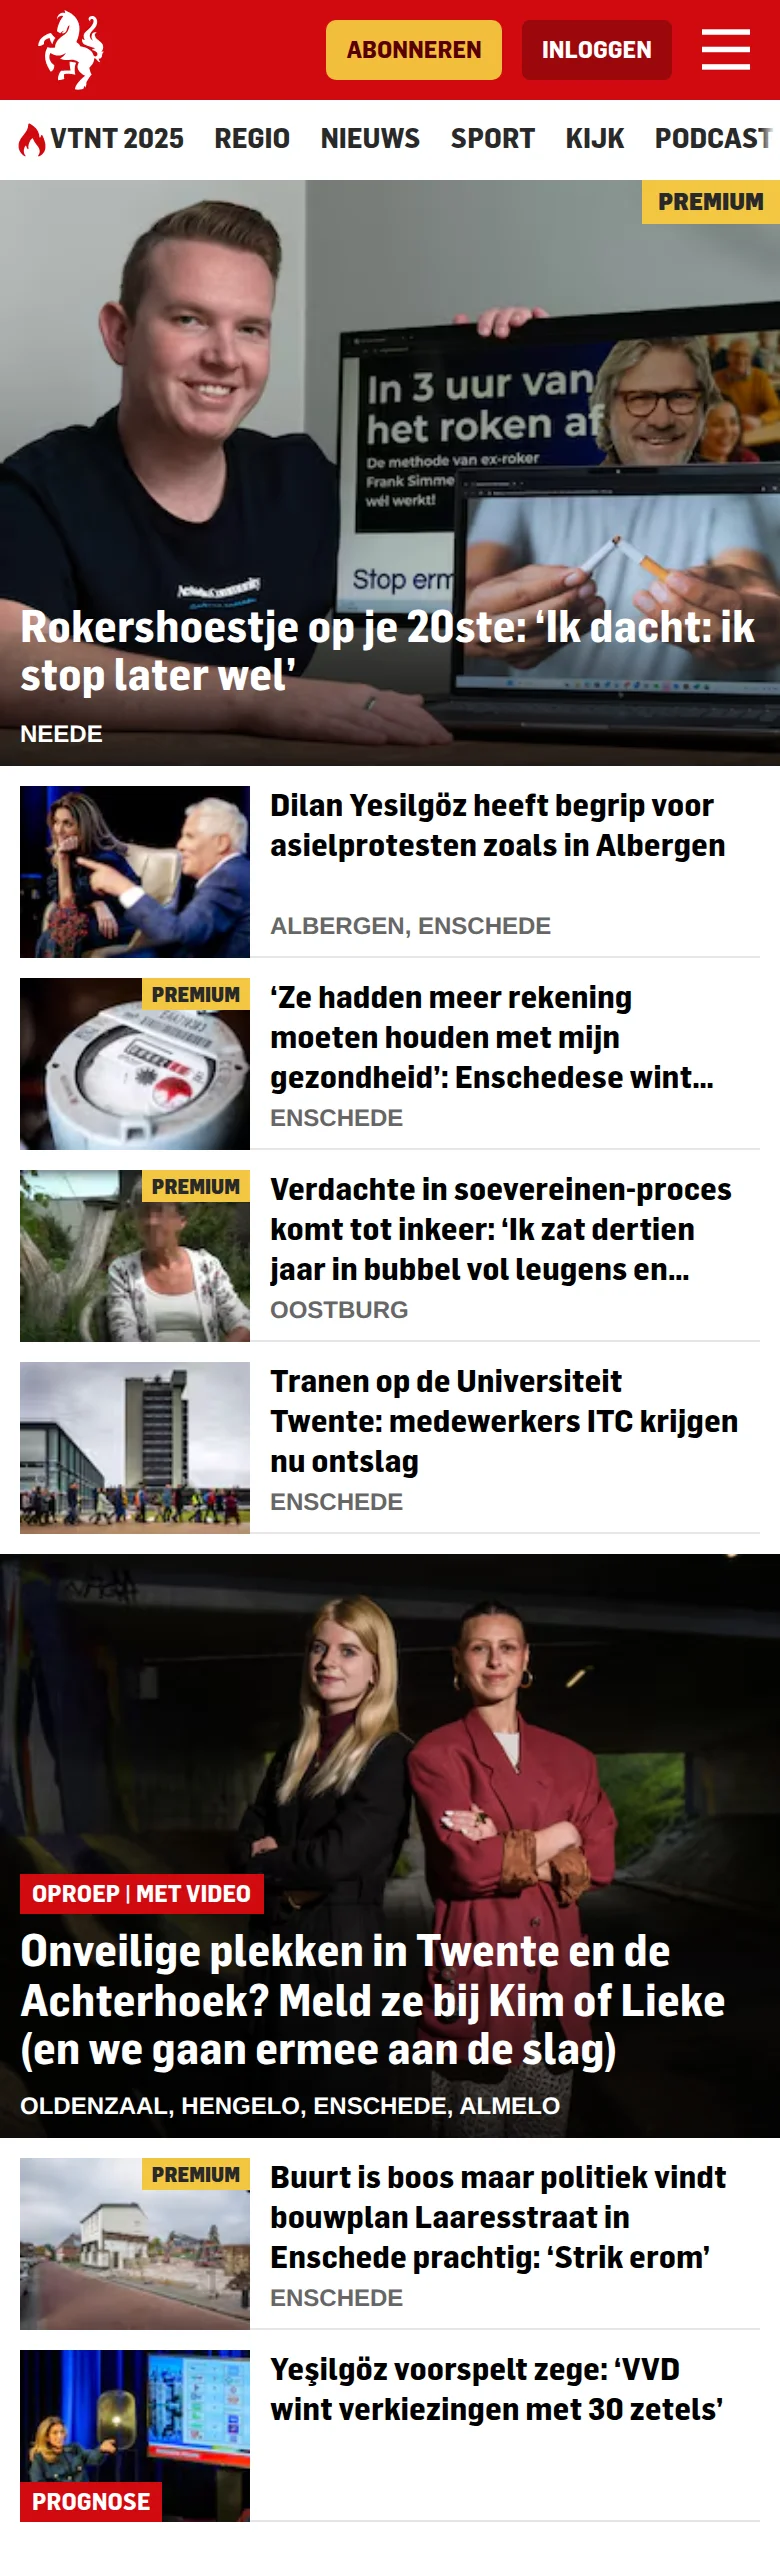 ABONNEREN
INLOGGEN
VTNT 2025 REGIO NIEUWS SPORT KIJK PODCAST
PREMIUM
In 3 uur van
het roken af
De methode van ex-roker
Frank Simme
wél werkt!
Stop erm
Rokershoestje op je 20ste: ‘Ik dacht: ik
stop later wel’
NEEDE
Dilan Yesilgöz heeft begrip voor
asielprotesten zoals in Albergen
ALBERGEN, ENSCHEDE
PREMIUM
‘Ze hadden meer rekening
moeten houden met mijn
gezondheid’: Enschedese wint...
ENSCHEDE
PREMIUM
Verdachte in soevereinen-proces
komt tot inkeer: ‘Ik zat dertien
jaar in bubbel vol leugens en...
OOSTBURG
Tranen op de Universiteit
Twente: medewerkers ITC krijgen
nu ontslag
ENSCHEDE
OPROEP | MET VIDEO
Onveilige plekken in Twente en de
Achterhoek? Meld ze bij Kim of Lieke
(en we gaan ermee aan de slag)
OLDENZAAL, HENGELO, ENSCHEDE, ALMELO
PREMIUM
Buurt is boos maar politiek vindt
bouwplan Laaresstraat in
Enschede prachtig: ‘Strik erom’
ENSCHEDE
Yeşilgöz voorspelt zege: ‘VVD
wint verkiezingen met 30 zetels’
PROGNOSE